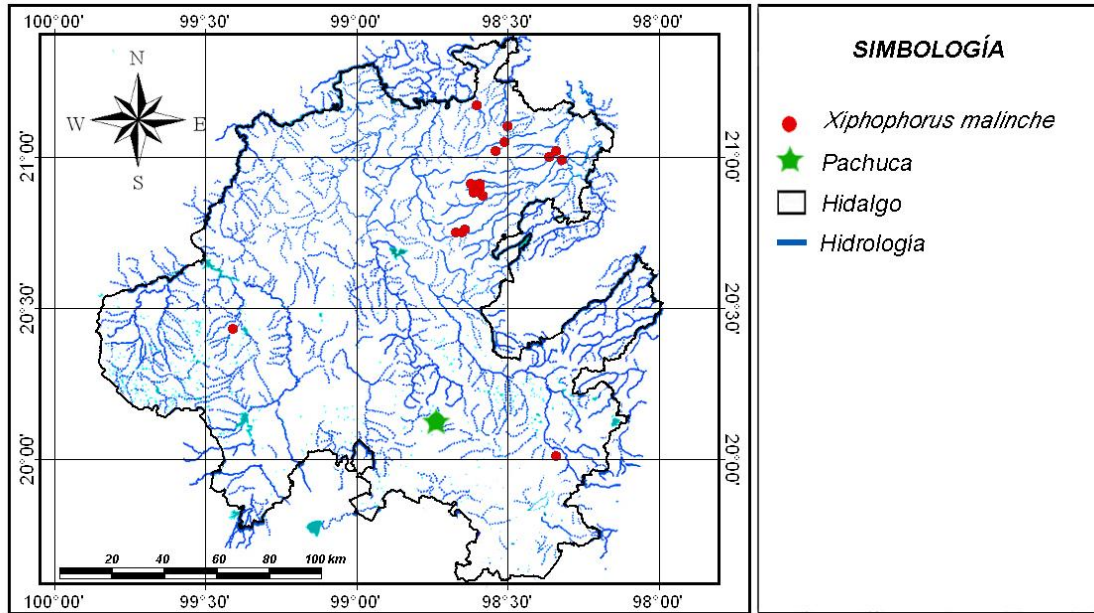 100°00'
99°30'
99°00'
98°30'
98°00'
N
W
E
S
21°00'
20°30'
20°00'
21°00'
20°30'
20°00'
20 40 60 80 100 km
100°00'
99°30'
99°00'
98°30'
98°00'
SIMBOLOGÍA
Xiphophorus malinche
Pachuca
Hidalgo
Hidrología